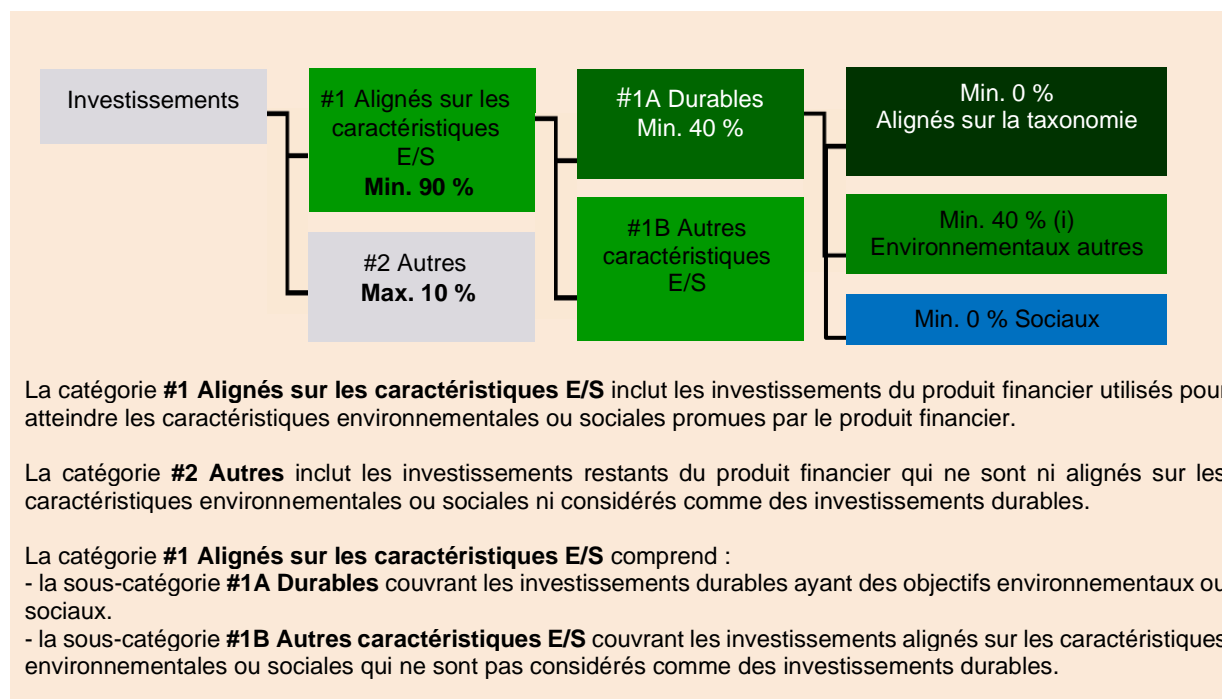 Investissements
#1 Alignés sur les
caractéristiques
E/S
Min. 90 %
#2 Autres
Max. 10 %
#1A Durables
Min. 40 %
#1B Autres
caractéristiques
E/S
Min. 0 %
Alignés sur la taxonomie
Min. 40 % (i)
Environnementaux autres
Min. 0 % Sociaux
La catégorie #1 Alignés sur les caractéristiques E/S inclut les investissements du produit financier utilisés pour
atteindre les caractéristiques environnementales ou sociales promues par le produit financier.
La catégorie #2 Autres inclut les investissements restants du produit financier qui ne sont ni alignés sur les
caractéristiques environnementales ou sociales ni considérés comme des investissements durables.
La catégorie #1 Alignés sur les caractéristiques E/S comprend :
- la sous-catégorie #1A Durables couvrant les investissements durables ayant des objectifs environnementaux ou
sociaux.
- la sous-catégorie #1B Autres caractéristiques E/S couvrant les investissements alignés sur les caractéristiques
environnementales ou sociales qui ne sont pas considérés comme des investissements durables.